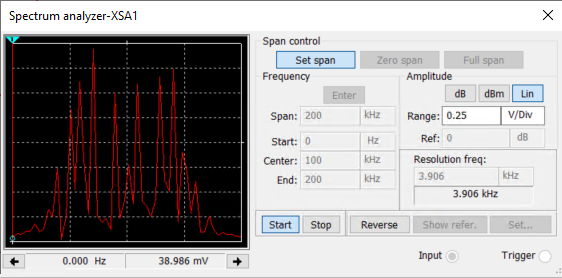 Spectrum analyzer-XSA1
Span control
Set span Zero span Full span
Frequency
Enter
Span: 200 kHz
Start: 0 Hz
Center: 100 kHz
End: 200 kHz
Amplitude
dB dBm Lin
Range: 0.25 V/Div
Ref: 0 dB
Resolution freq:
3.906 kHz
3.906 kHz
0.000 Hz 38.986 mV
Start Stop Reverse Show refer. Set...
Input Trigger